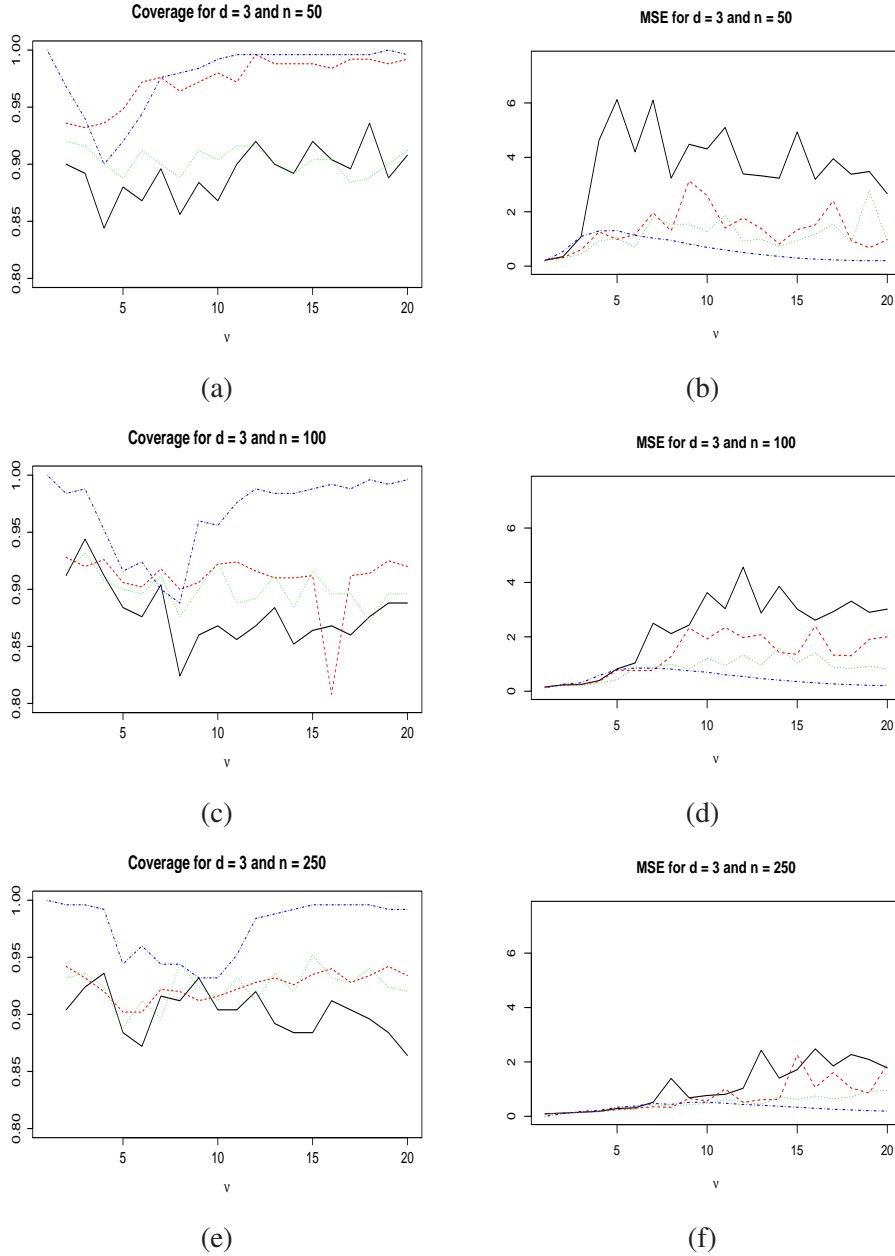 Coverage for d = 3 and n = 50
1.00
0.95
0.90
0.85
0.80
5 10 15 20
ν
(a)
MSE for d = 3 and n = 50
6
4
2
0
5 10 15 20
ν
(b)
Coverage for d = 3 and n = 100
1.00
0.95
0.90
0.85
0.80
5 10 15 20
ν
(c)
MSE for d = 3 and n = 100
6
4
2
0
5 10 15 20
ν
(d)
Coverage for d = 3 and n = 250
1.00
0.95
0.90
0.85
0.80
5 10 15 20
ν
(e)
MSE for d = 3 and n = 250
6
4
2
0
5 10 15 20
ν
(f)